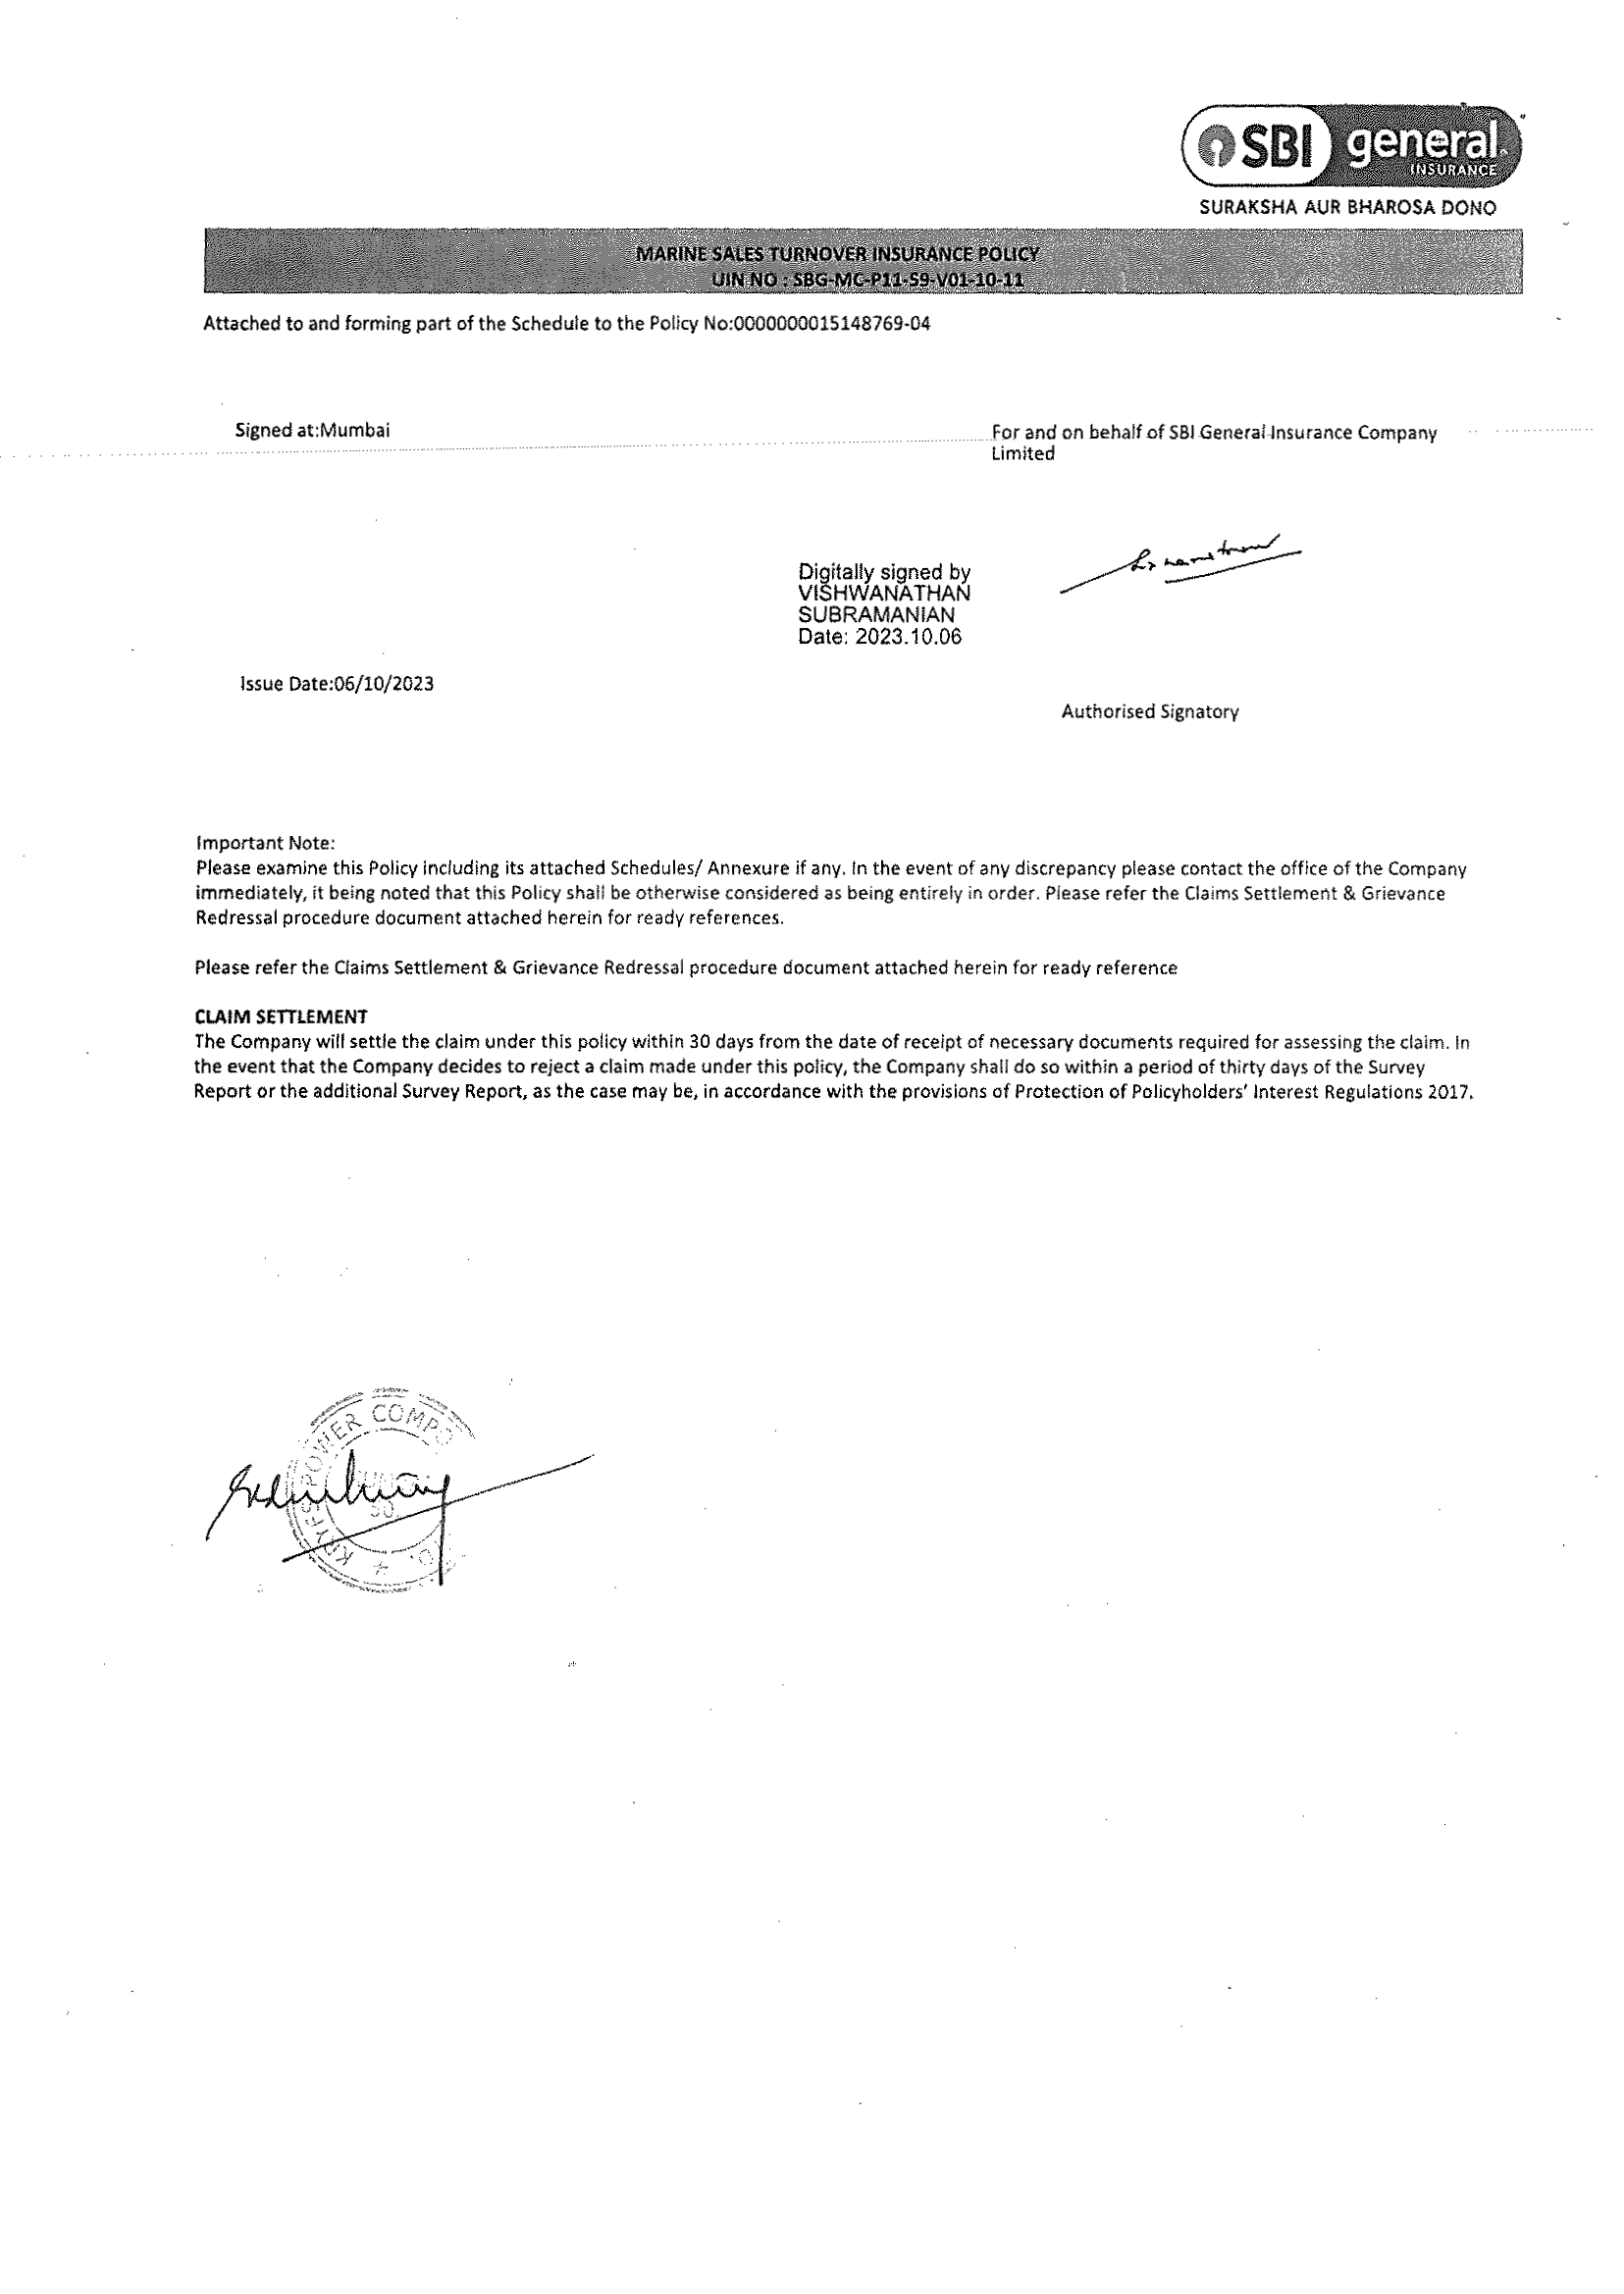 SBI general
INSURANCE
SURAKSHA AUR BHAROSA DONO
MARINE SALES TURNOVER INSURANCE POLICY
UIN NO : SBG-MC-P11-S9-V01-10-11
Attached to and forming part of the Schedule to the Policy No:0000000015148769-04
Signed at:Mumbai
For and on behalf of SBI General Insurance Company
Limited
Digitally signed by
VISHWANATHAN
SUBRAMANIAN
Date: 2023.10.06
Issue Date:06/10/2023
Authorised Signatory
Important Note:
Please examine this Policy including its attached Schedules/ Annexure if any. In the event of any discrepancy please contact the office of the Company
immediately, it being noted that this Policy shall be otherwise considered as being entirely in order. Please refer the Claims Settlement & Grievance
Redressal procedure document attached herein for ready references.
Please refer the Claims Settlement & Grievance Redressal procedure document attached herein for ready reference
CLAIM SETTLEMENT
The Company will settle the claim under this policy within 30 days from the date of receipt of necessary documents required for assessing the claim. In
the event that the Company decides to reject a claim made under this policy, the Company shall do so within a period of thirty days of the Survey
Report or the additional Survey Report, as the case may be, in accordance with the provisions of Protection of Policyholders' Interest Regulations 2017.